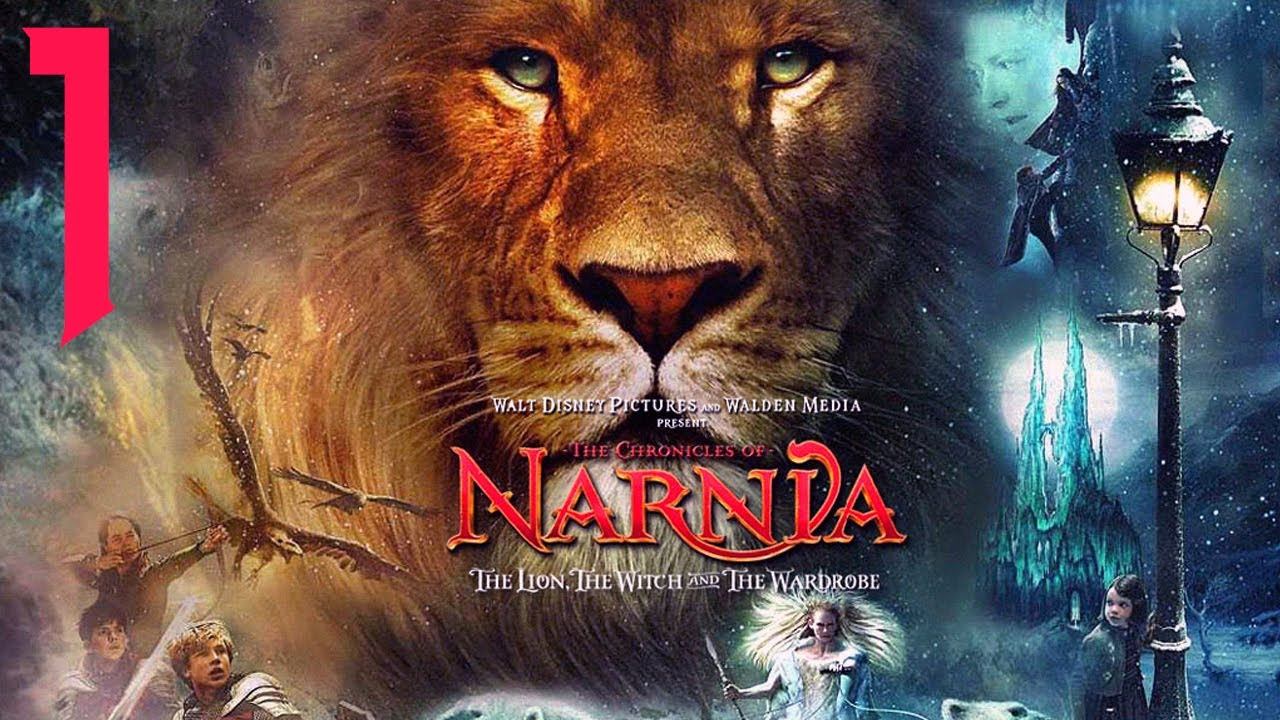 1
WALT DISNEY PICTURES AND WALDEN MEDIA
PRESENT
THE CHRONICLES OF
NARNIA
THE LION, THE WITCH AND THE WARDROBE